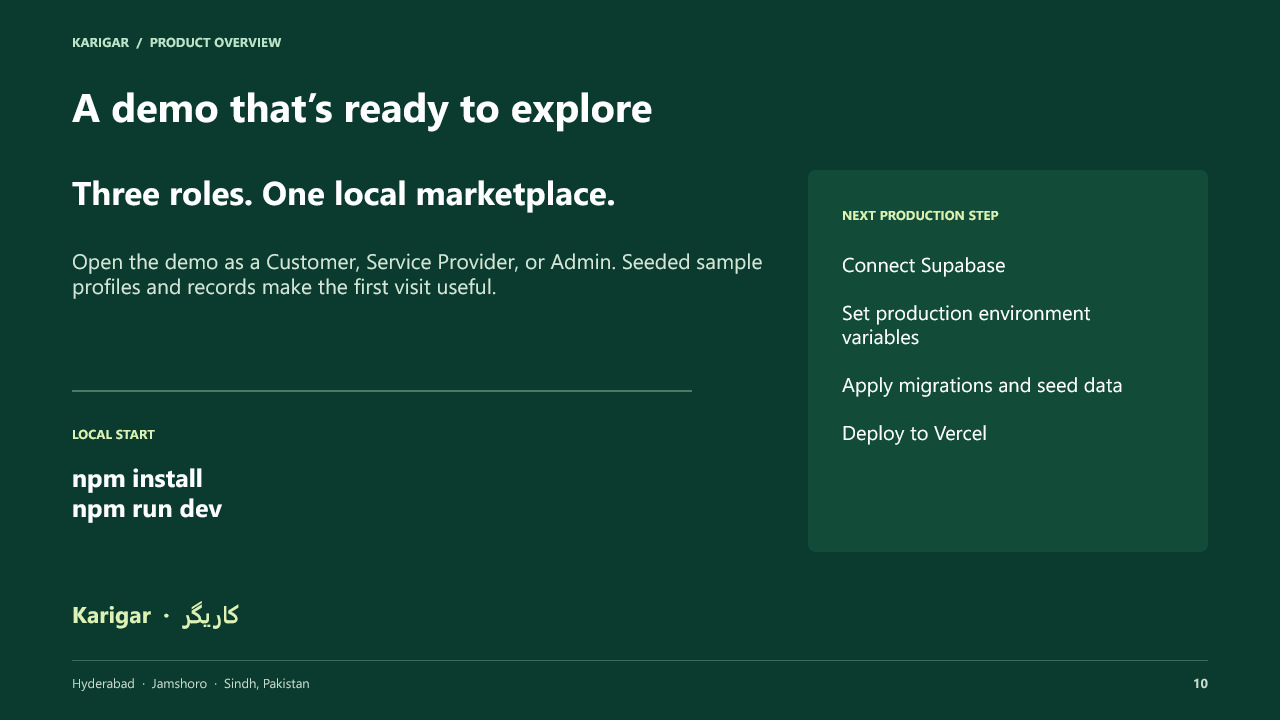 KARIGAR / PRODUCT OVERVIEW
A demo that’s ready to explore
Three roles. One local marketplace.
Open the demo as a Customer, Service Provider, or Admin. Seeded sample
profiles and records make the first visit useful.
LOCAL START
npm install
npm run dev
NEXT PRODUCTION STEP
Connect Supabase
Set production environment
variables
Apply migrations and seed data
Deploy to Vercel
Karigar · کاریگر
Hyderabad · Jamshoro · Sindh, Pakistan
10